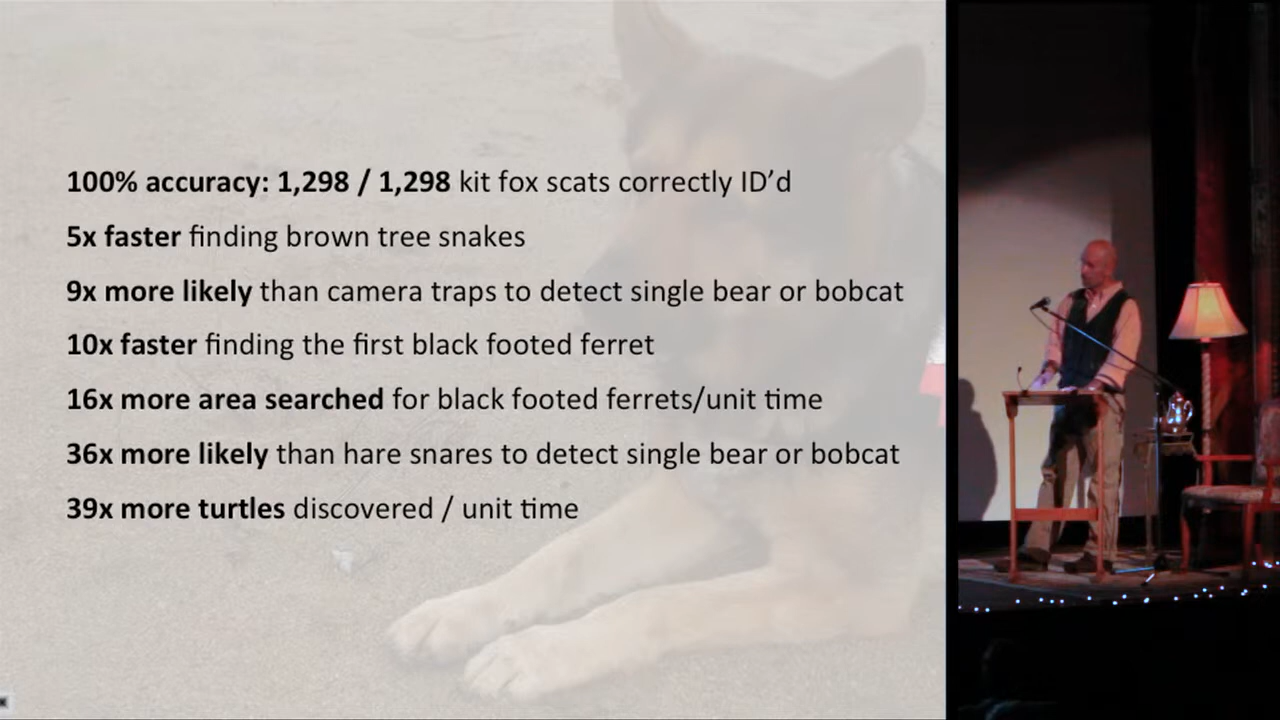 100% accuracy: 1,298 / 1,298 kit fox scats correctly ID’d
5x faster finding brown tree snakes
9x more likely than camera traps to detect single bear or bobcat
10x faster finding the first black footed ferret
16x more area searched for black footed ferrets/unit time
36x more likely than hare snares to detect single bear or bobcat
39x more turtles discovered / unit time